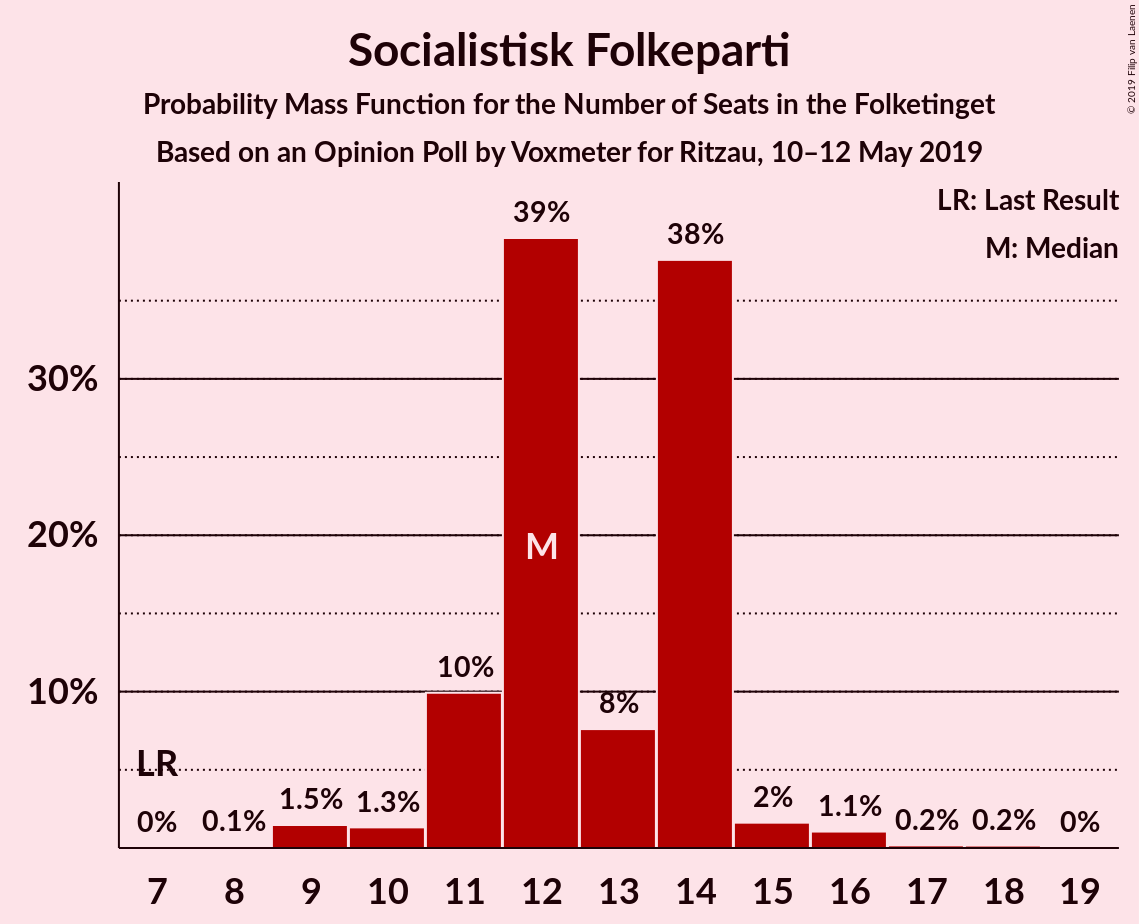 Socialistisk Folkeparti
Probability Mass Function for the Number of Seats in the Folketinget
Based on an Opinion Poll by Voxmeter for Ritzau, 10–12 May 2019
© 2019 Filip van Laenen
LR: Last Result
M: Median
39%
38%
30%
20%
M
10%
10%
8%
LR
0%
0.1%
1.5%
1.3%
2%
1.1%
0.2%
0.2%
0%
7 8 9 10 11 12 13 14 15 16 17 18 19